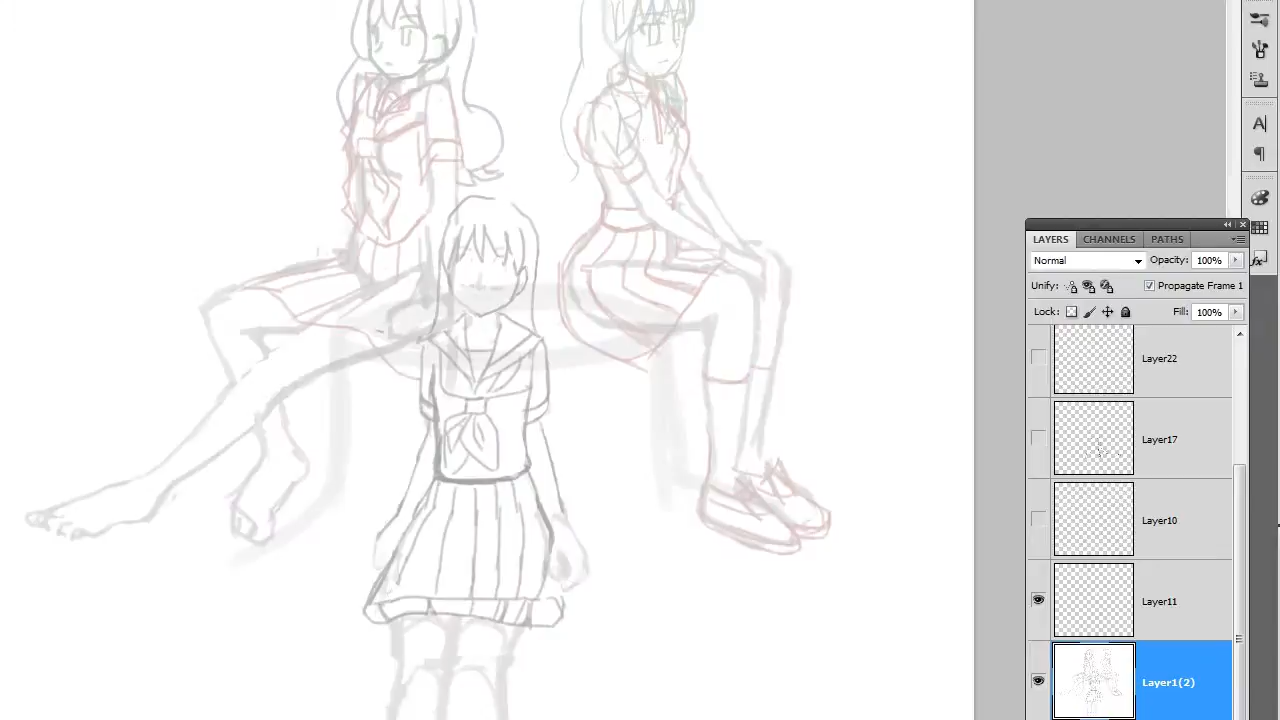 LAYERS CHANNELS PATHS
Normal Opacity: 100%
Unify: Propagate Frame 1
Lock: Fill: 100%
Layer22
Layer17
Layer10
Layer11
Layer1(2)